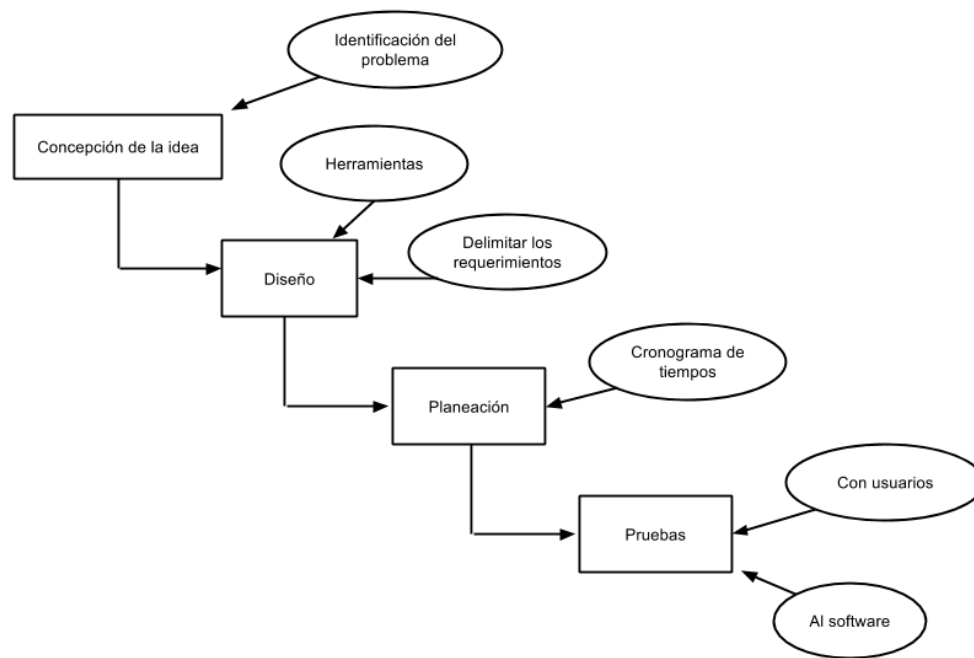 Identificación del
problema
Concepción de la idea
Herramientas
Delimitar los
requerimientos
Diseño
Cronograma de
tiempos
Planeación
Con usuarios
Pruebas
Al software